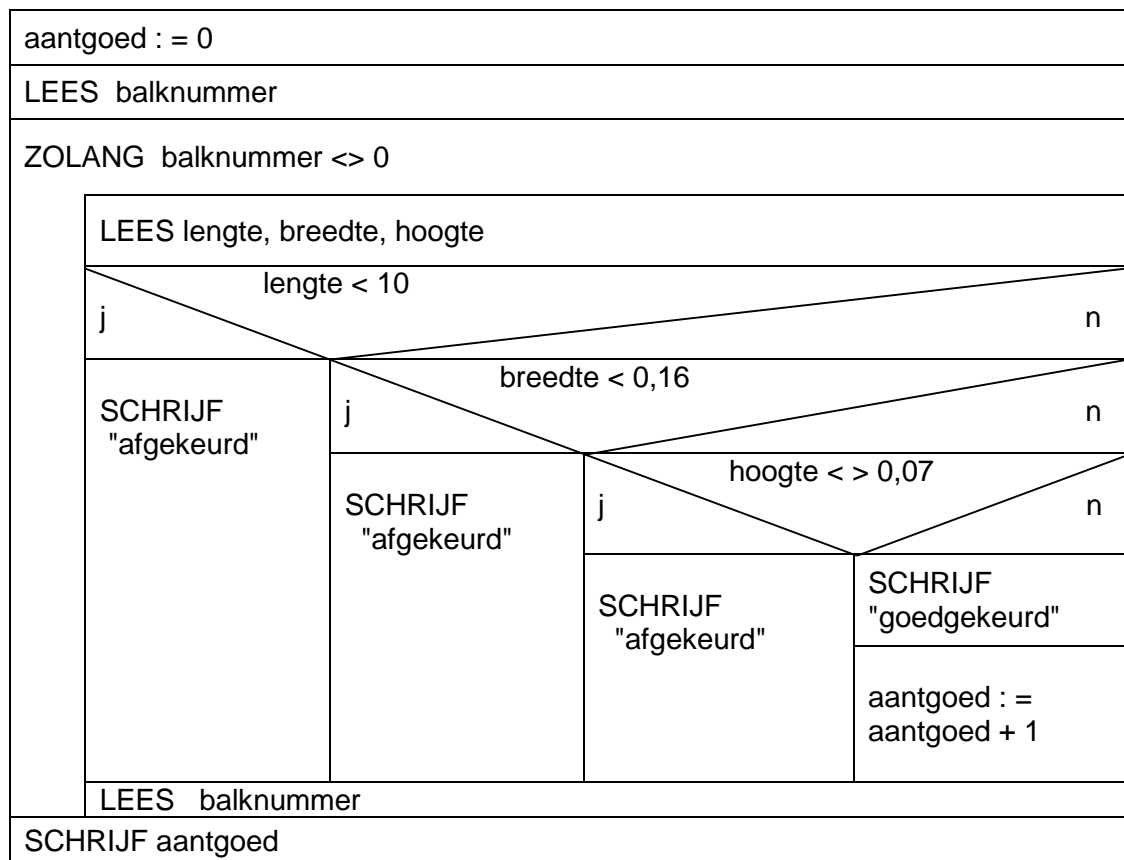 aantgoed : = 0
LEES balknummer
ZOLANG balknummer <> 0
LEES lengte, breedte, hoogte
lengte < 10
j
n
breedte < 0,16
SCHRIJF
"afgekeurd"
j
n
hoogte < > 0,07
SCHRIJF
"afgekeurd"
j
n
SCHRIJF
"afgekeurd"
SCHRIJF
"goedgekeurd"
aantgoed : =
aantgoed + 1
LEES balknummer
SCHRIJF aantgoed